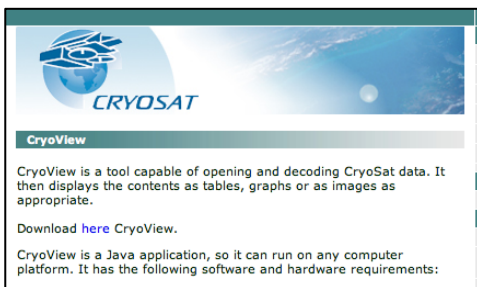 CRYOSAT
CryoView
CryoView is a tool capable of opening and decoding CryoSat data. It
then displays the contents as tables, graphs or as images as
appropriate.
Download here CryoView.
CryoView is a Java application, so it can run on any computer
platform. It has the following software and hardware requirements: